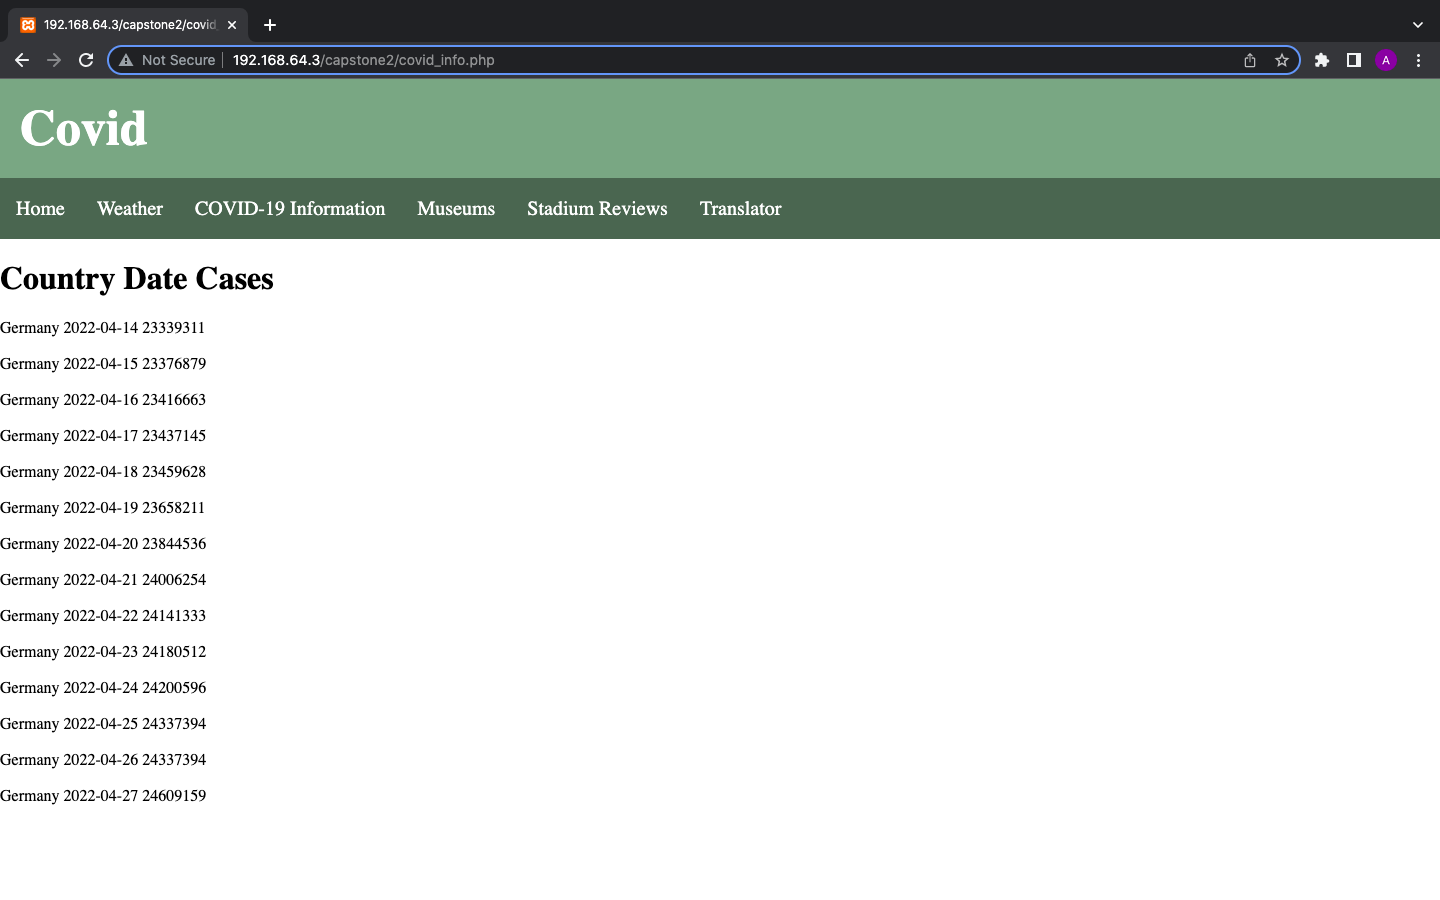 192.168.64.3/capstone2/covid_
Not Secure 192.168.64.3/capstone2/covid_info.php
A
Covid
Home Weather COVID-19 Information Museums Stadium Reviews Translator
Country Date Cases
Germany 2022-04-14 23339311
Germany 2022-04-15 23376879
Germany 2022-04-16 23416663
Germany 2022-04-17 23437145
Germany 2022-04-18 23459628
Germany 2022-04-19 23658211
Germany 2022-04-20 23844536
Germany 2022-04-21 24006254
Germany 2022-04-22 24141333
Germany 2022-04-23 24180512
Germany 2022-04-24 24200596
Germany 2022-04-25 24337394
Germany 2022-04-26 24337394
Germany 2022-04-27 24609159